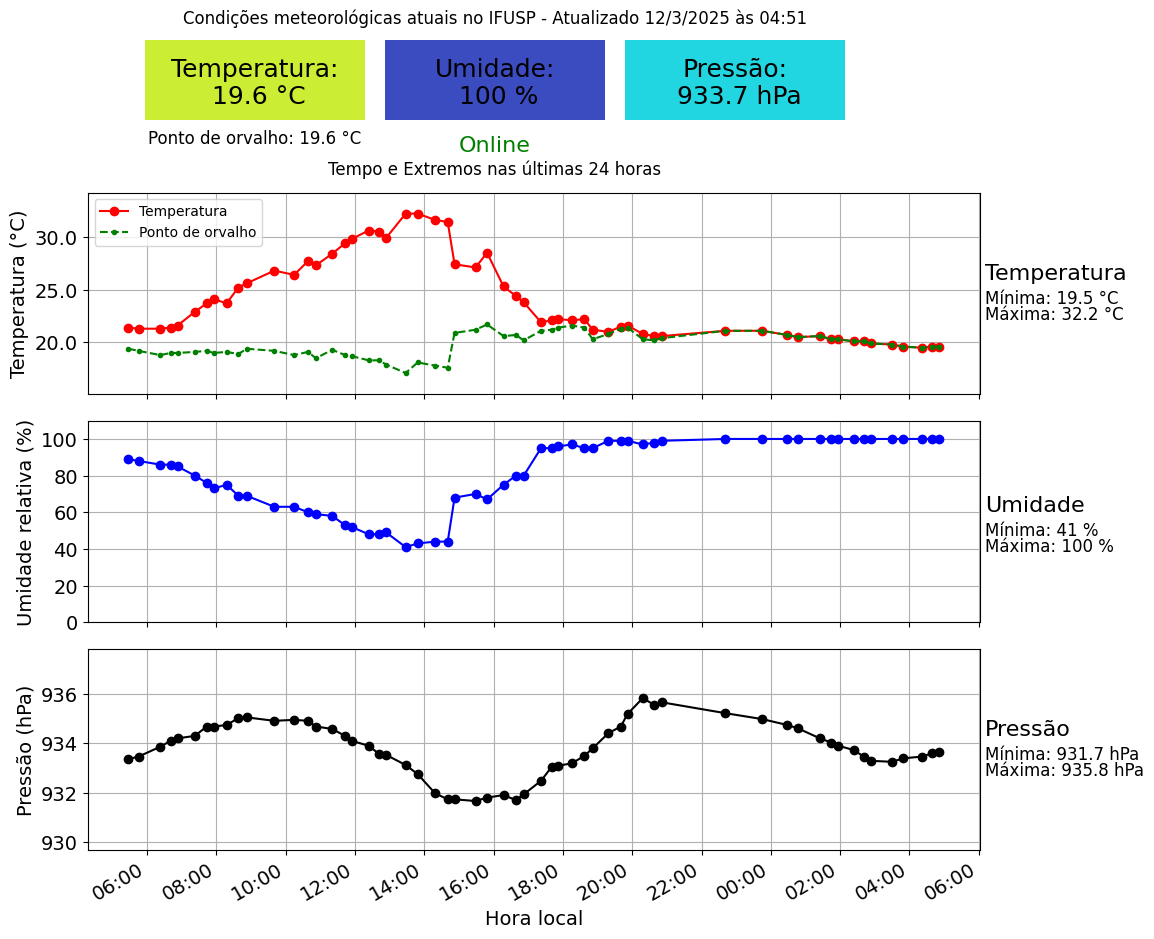 Condições meteorológicas atuais no IFUSP - Atualizado 12/3/2025 às 04:51
Temperatura:
19.6 °C
Umidade:
100 %
Pressão:
933.7 hPa
Ponto de orvalho: 19.6 °C
Online
Tempo e Extremos nas últimas 24 horas
Temperatura (°C)
30.0
25.0
20.0
Temperatura
Ponto de orvalho
Temperatura
Mínima: 19.5 °C
Máxima: 32.2 °C
Umidade relativa (%)
100
80
60
40
20
0
Umidade
Mínima: 41 %
Máxima: 100 %
Pressão (hPa)
936
934
932
930
Pressão
Mínima: 931.7 hPa
Máxima: 935.8 hPa
06:00
08:00
10:00
12:00
14:00
16:00
18:00
20:00
22:00
00:00
02:00
04:00
06:00
Hora local